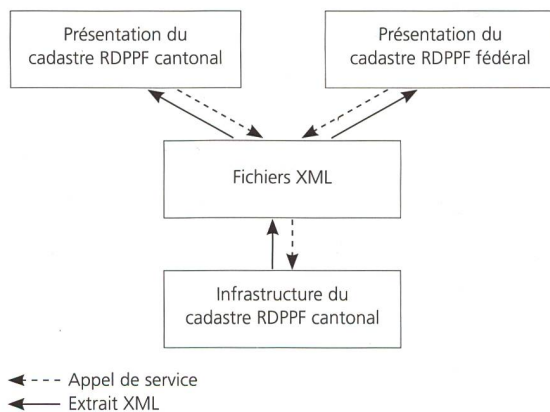 Présentation du
cadastre RDPPF cantonal
Présentation du
cadastre RDPPF fédéral
Fichiers XML
Infrastructure du
cadastre RDPPF cantonal
Appel de service
Extrait XML